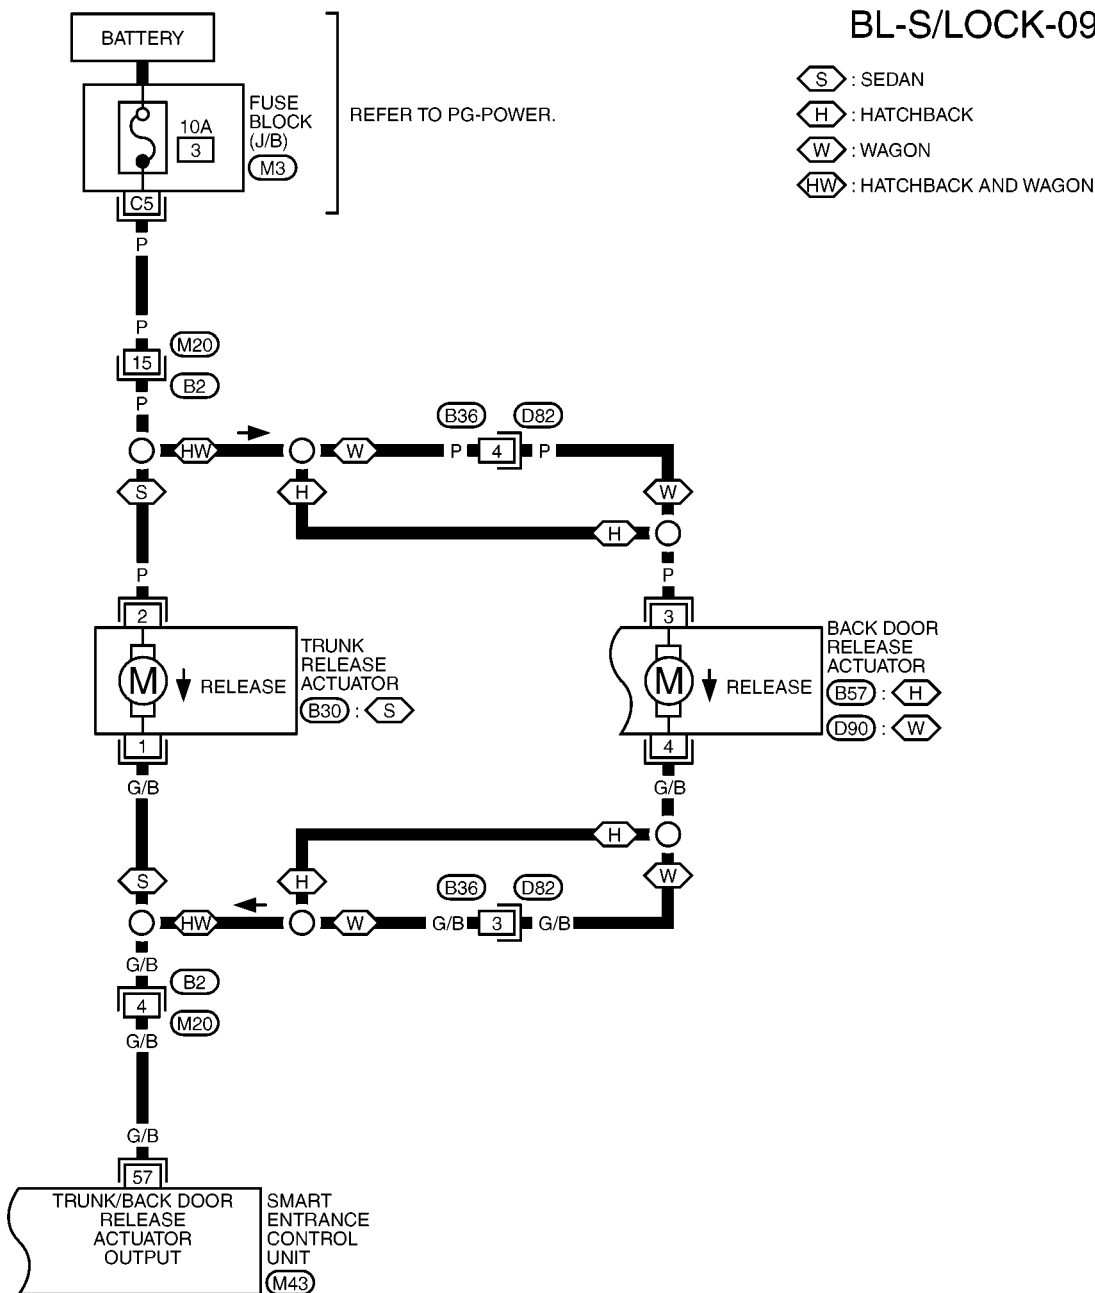 BL-S/LOCK-09
BATTERY
S : SEDAN
H : HATCHBACK
W : WAGON
HW : HATCHBACK AND WAGON
10A
3
FUSE
BLOCK
(J/B)
M3
REFER TO PG-POWER.
C5
P
P
15
M20
B2
P
HW
W
B36
D82
P
4
P
S
H
W
H
P
P
2
3
M
RELEASE
TRUNK
RELEASE
ACTUATOR
B30 : S
M
RELEASE
BACK DOOR
RELEASE
ACTUATOR
B57 : H
D90 : W
1
4
G/B
G/B
H
S
H
W
B36
D82
HW
W
G/B
3
G/B
G/B
B2
4
M20
G/B
G/B
57
TRUNK/BACK DOOR
RELEASE
ACTUATOR
OUTPUT
SMART
ENTRANCE
CONTROL
UNIT
M43